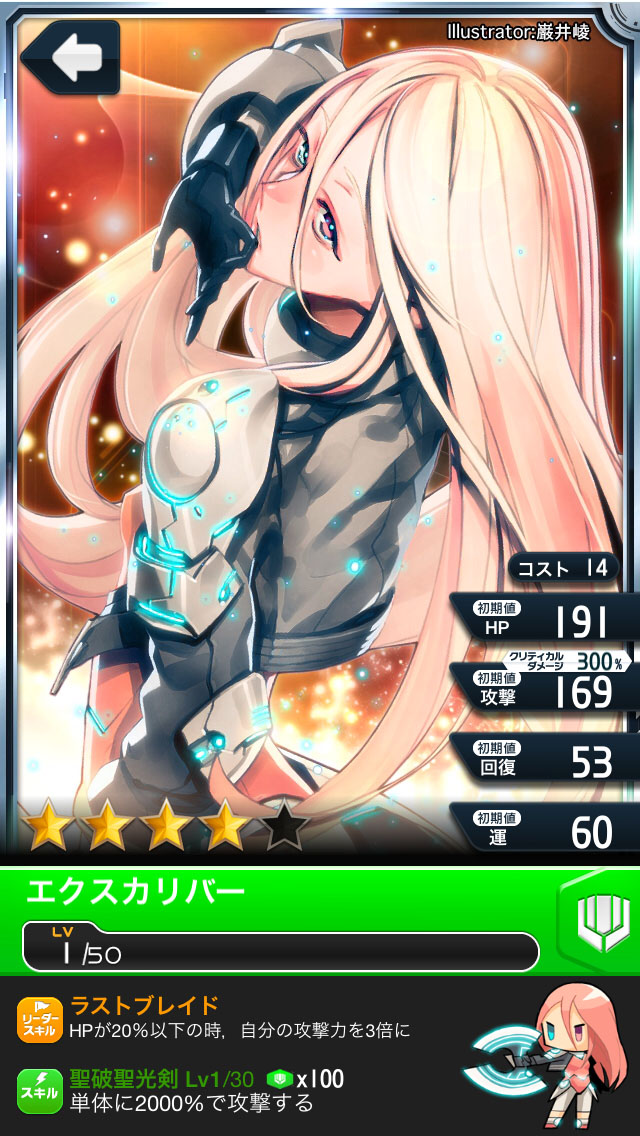 Illustrator:巌井崚
コスト 14
初期値
HP 191
クリティカル
ダメージ 300%
初期値
攻撃 169
初期値
回復 53
初期値
運 60
エクスカリバー
LV
1/50
リーダー
スキル
ラストブレイド
HPが20%以下の時，自分の攻撃力を3倍に
スキル
聖破聖光剣 Lv1/30 x100
単体に2000%で攻撃する